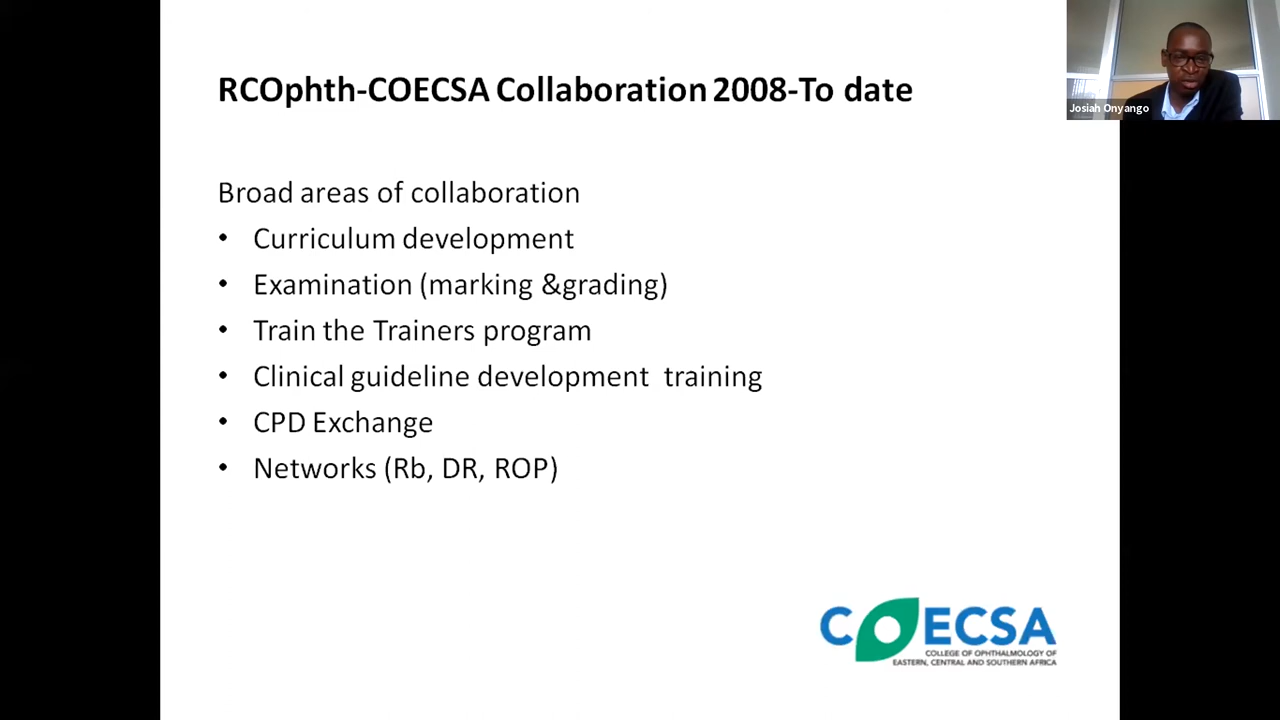 RCOphth-COECSA Collaboration 2008-To date
Josiah Onyango
Broad areas of collaboration
• Curriculum development
• Examination (marking &grading)
• Train the Trainers program
• Clinical guideline development  training
• CPD Exchange
• Networks (Rb, DR, ROP)
COECSA
COLLEGE OF OPHTHALMOLOGY OF
EASTERN, CENTRAL AND SOUTHERN AFRICA